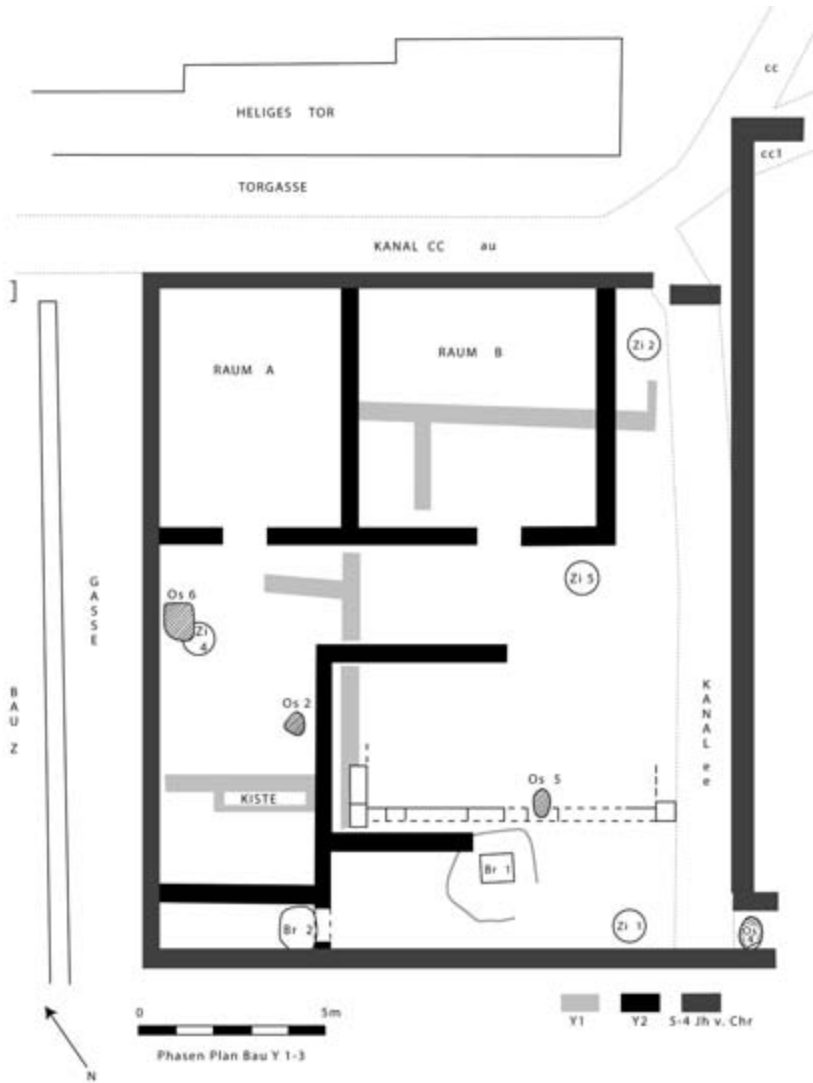 cc
HELIGES TOR
cc1
TORGASSE
KANAL CC au
]
Zi 2
RAUM B
RAUM A
Zi 5
Os 6
Zi 4
GASSE
BAU Z
KANAL ee
Os 2
Os 5
KISTE
Br 1
Br 2
Zi 1
0 5m
Y1 Y2 5-4 Jh v. Chr
Phasen Plan Bau Y 1-3
N